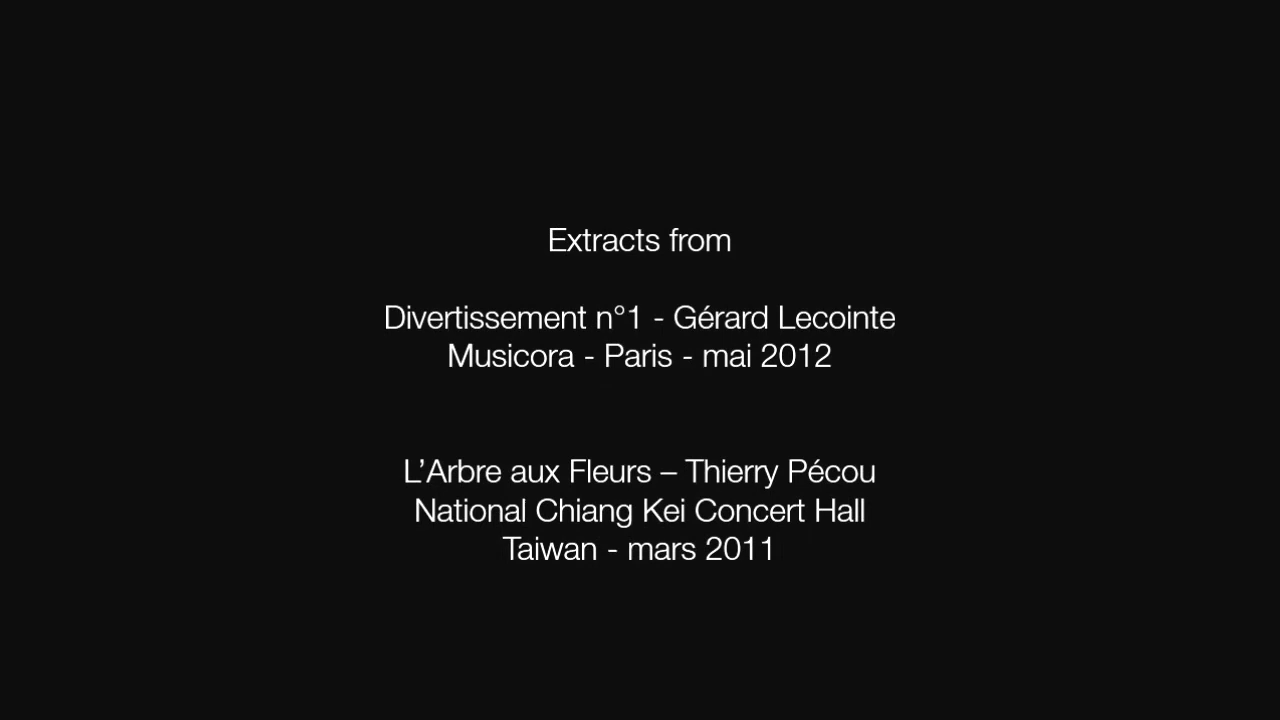 Extracts from
Divertissement n°1 - Gérard Lecointe
Musicora - Paris - mai 2012
L’Arbre aux Fleurs – Thierry Pécou
National Chiang Kei Concert Hall
Taiwan - mars 2011